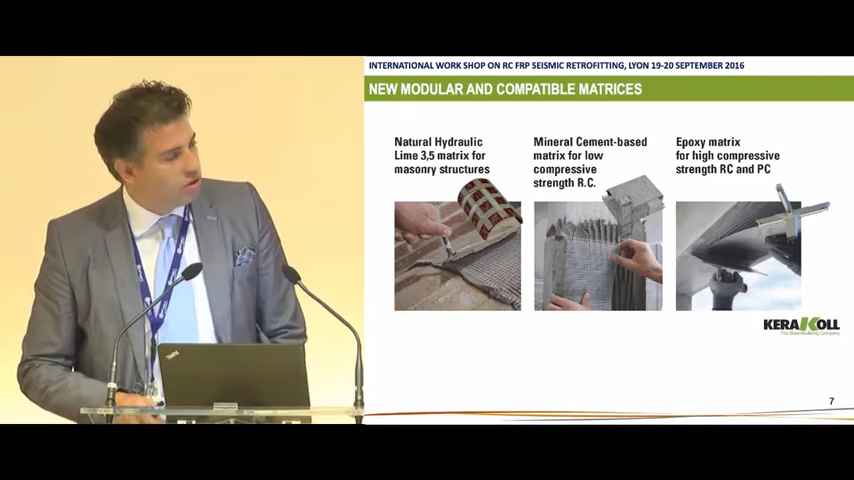 INTERNATIONAL WORK SHOP ON RC FRP SEISMIC RETROFITTING, LYON 19-20 SEPTEMBER 2016
NEW MODULAR AND COMPATIBLE MATRICES
Natural Hydraulic
Lime 3,5 matrix for
masonry structures
Mineral Cement-based
matrix for low
compressive
strength R.C.
Epoxy matrix
for high compressive
strength RC and PC
KERAKOLL
The GreenBuilding Company
7